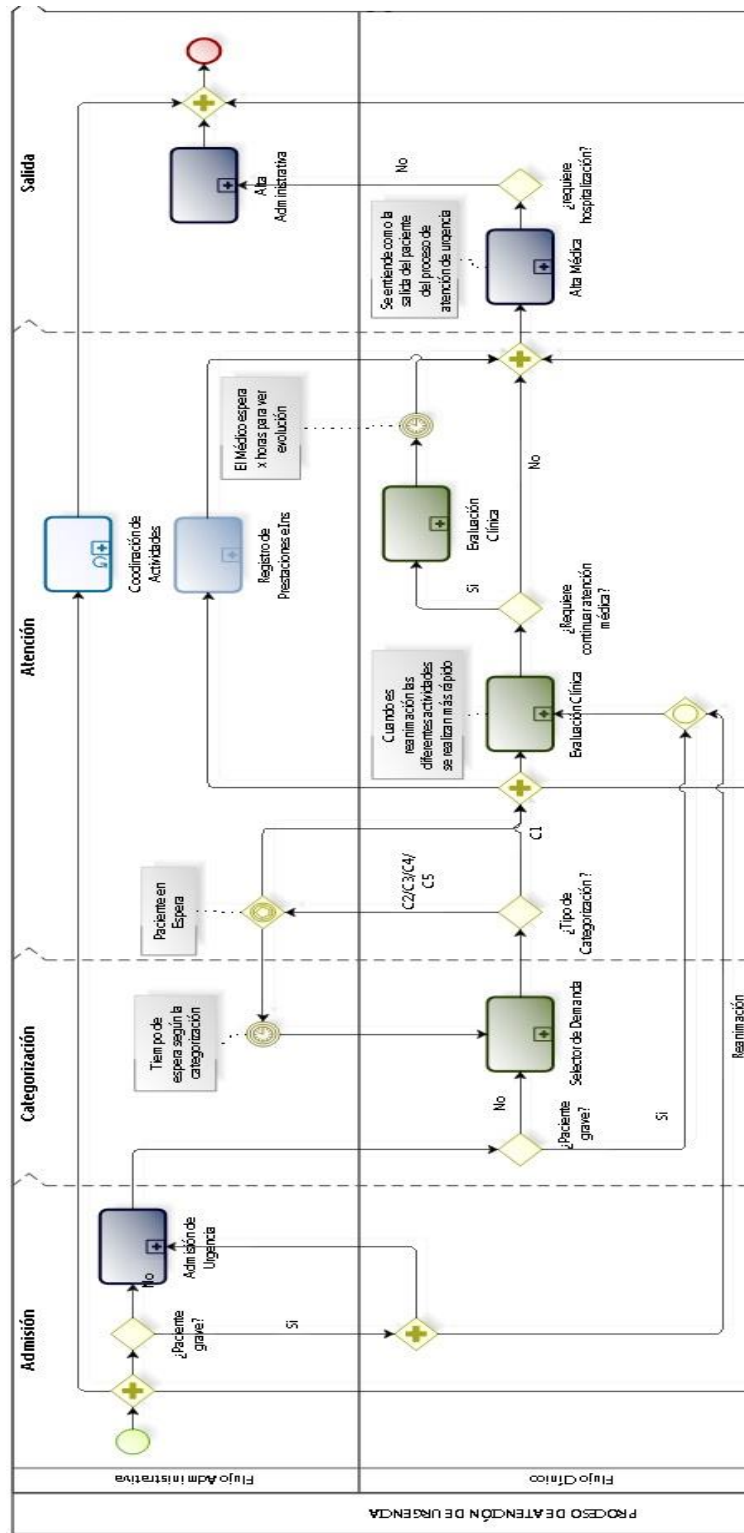 PROCESO DE ATENCIÓN DE URGENCIA
Flujo Administrativa
Flujo Clínico
Admisión
Categorización
Atención
Salida
¿Paciente
grave?
No
Si
Admisión de
Urgencia
¿Paciente
grave?
No
Si
Reanimación
Selector de Demanda
Tiempo de
espera según la
categorización
Paciente en
Espera
¿Tipo de
Categorización?
C2/C3/C4/
C5
C1
Coodinación de
Actividades
Registro de
Prestaciones e Ins
Cuando es
reanimación las
diferentes actividades
se realizan más rápido
Evaluación Clínica
¿Requiere
continuar atención
médica?
Si
No
Evaluación
Clínica
El Médico espera
x horas para ver
evolución
Se entiende como la
salida del paciente
del proceso de
atención de urgencia
Alta Médica
¿requiere
hospitalización?
No
Alta
Administrativa